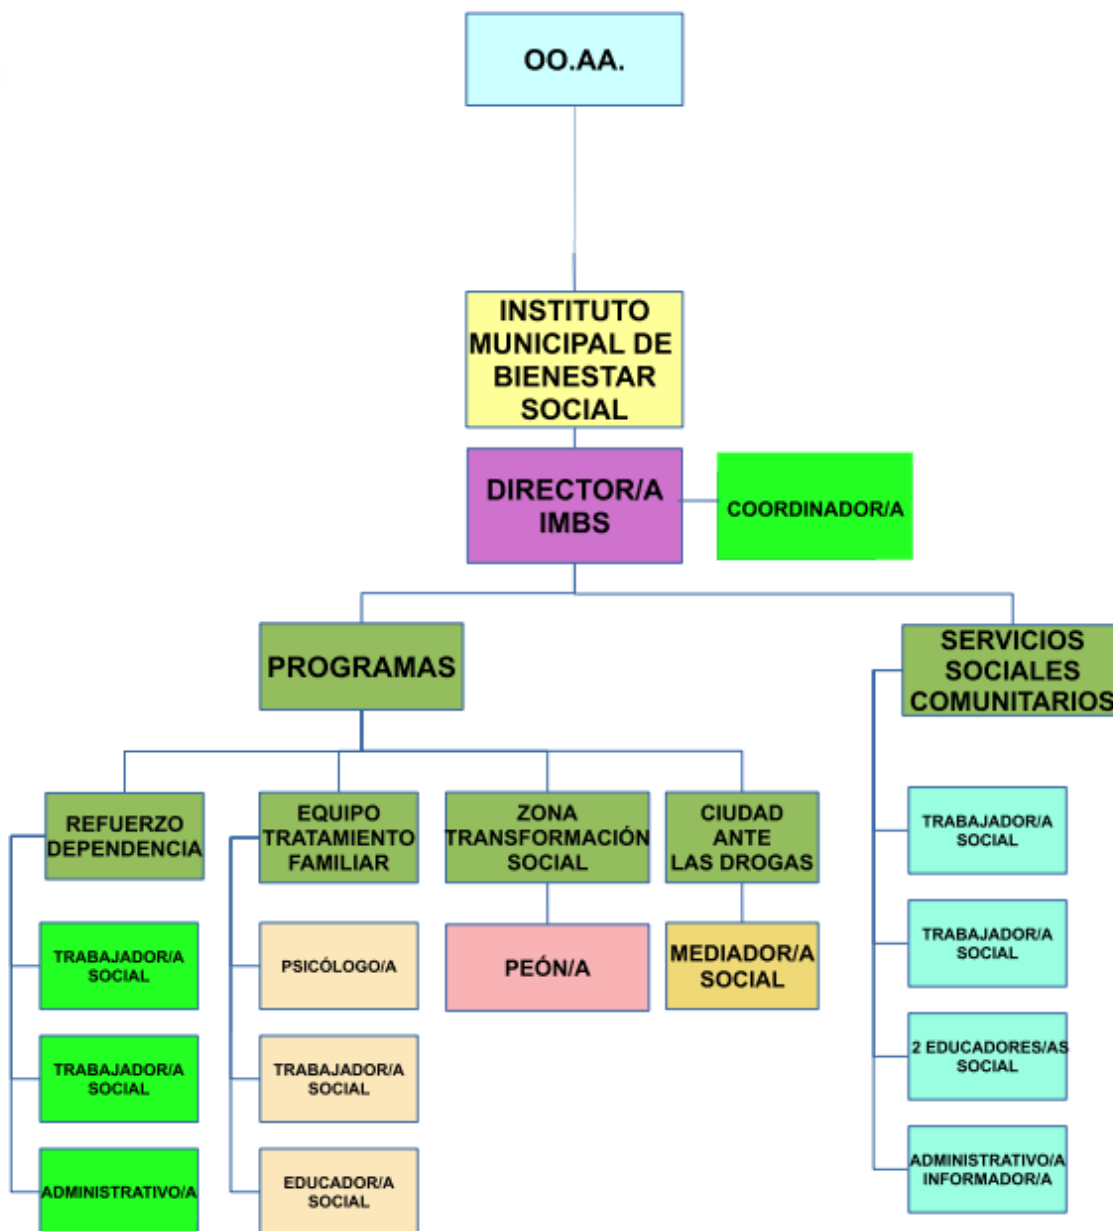 OO.AA.
INSTITUTO
MUNICIPAL DE
BIENESTAR
SOCIAL
DIRECTOR/A
IMBS
COORDINADOR/A
PROGRAMAS
SERVICIOS
SOCIALES
COMUNITARIOS
REFUERZO
DEPENDENCIA
EQUIPO
TRATAMIENTO
FAMILIAR
ZONA
TRANSFORMACIÓN
SOCIAL
CIUDAD
ANTE
LAS DROGAS
TRABAJADOR/A
SOCIAL
TRABAJADOR/A
SOCIAL
ADMINISTRATIVO/A
PSICÓLOGO/A
TRABAJADOR/A
SOCIAL
EDUCADOR/A
SOCIAL
PEÓN/A
MEDIADOR/A
SOCIAL
TRABAJADOR/A
SOCIAL
TRABAJADOR/A
SOCIAL
2 EDUCADORES/AS
SOCIAL
ADMINISTRATIVO/A
INFORMADOR/A